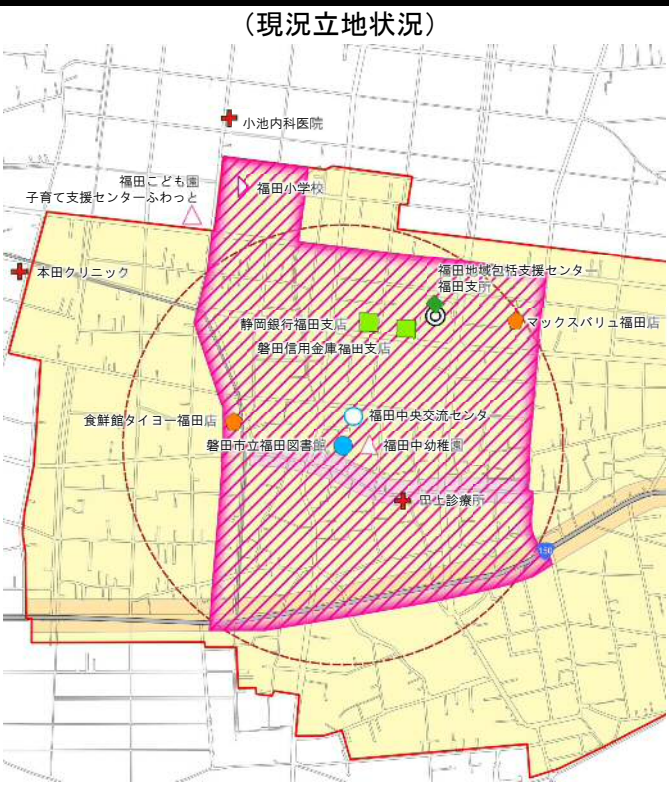 (現況立地状況)
小池内科医院
福田こども園
子育て支援センターふわっと
福田小学校
本田クリニック
福田地域包括支援センター
福田支所
静岡銀行福田支店
マックスバリュ福田店
磐田信用金庫福田支店
食鮮館タイヨー福田店
福田中央交流センター
磐田市立福田図書館
福田中幼稚園
田上診療所
150